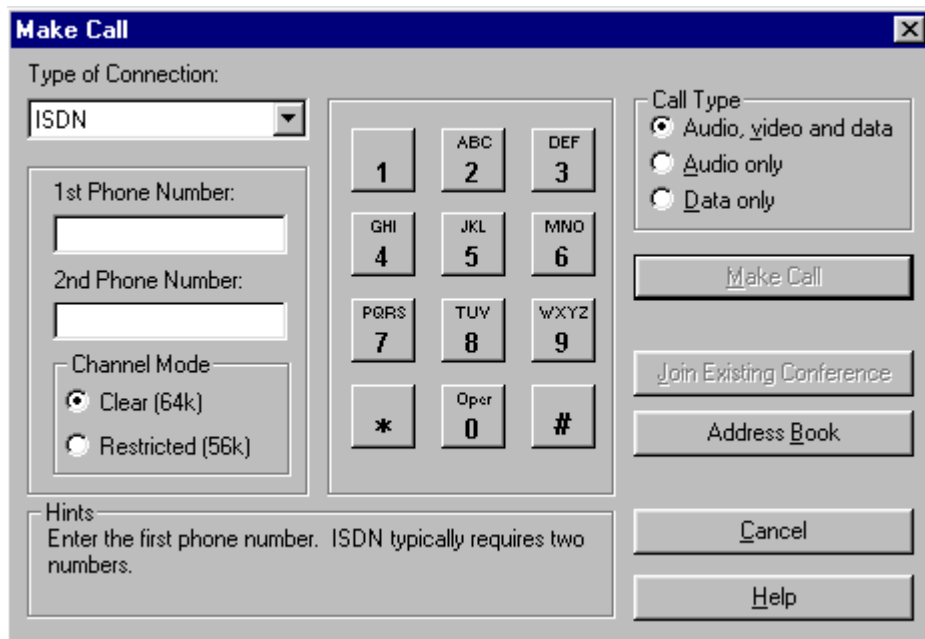 Make Call
Type of Connection:
ISDN
1st Phone Number:
2nd Phone Number:
Channel Mode
Clear (64k)
Restricted (56k)
1
ABC
2
DEF
3
GHI
4
JKL
5
MNO
6
PQRS
7
TUV
8
WXYZ
9
*
Oper
0
#
Call Type
Audio, video and data
Audio only
Data only
Make Call
Join Existing Conference
Address Book
Cancel
Help
Hints
Enter the first phone number. ISDN typically requires two
numbers.